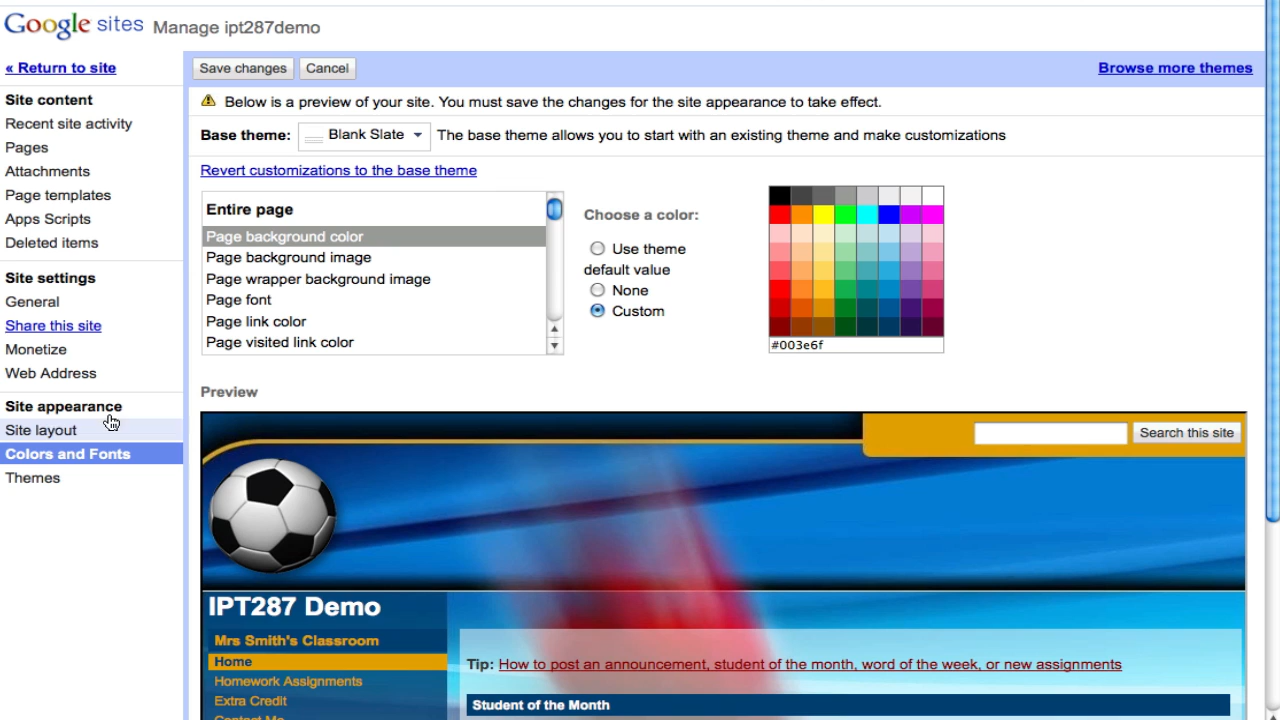 Google sites Manage ipt287demo
« Return to site
Site content
Recent site activity
Pages
Attachments
Page templates
Apps Scripts
Deleted items
Site settings
General
Share this site
Monetize
Web Address
Site appearance
Site layout
Colors and Fonts
Themes
Save changes Cancel Browse more themes
Below is a preview of your site. You must save the changes for the site appearance to take effect.
Base theme: Blank Slate The base theme allows you to start with an existing theme and make customizations
Revert customizations to the base theme
Entire page
Page background color
Page background image
Page wrapper background image
Page font
Page link color
Page visited link color
Choose a color:
Use theme
default value
None
Custom
#003e6f
Preview
Search this site
IPT287 Demo
Mrs Smith's Classroom
Home
Homework Assignments
Extra Credit
Contact Me
Tip: How to post an announcement, student of the month, word of the week, or new assignments
Student of the Month